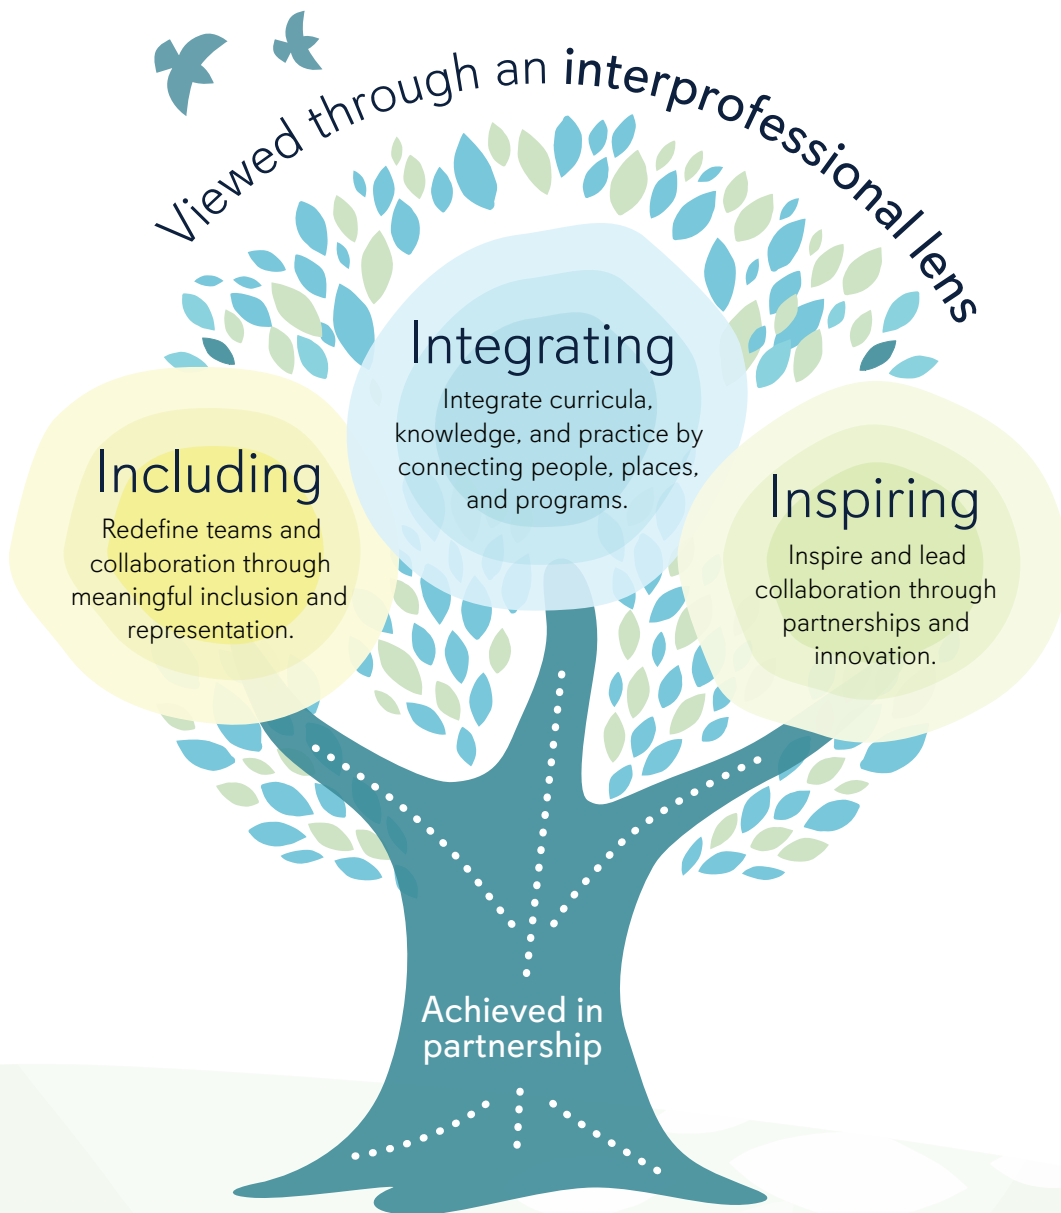 Viewed through an interprofessional lens
Integrating
Integrate curricula,
knowledge, and practice by
connecting people, places,
and programs.
Including
Redefine teams and
collaboration through
meaningful inclusion and
representation.
Inspiring
Inspire and lead
collaboration through
partnerships and
innovation.
Achieved in
partnership